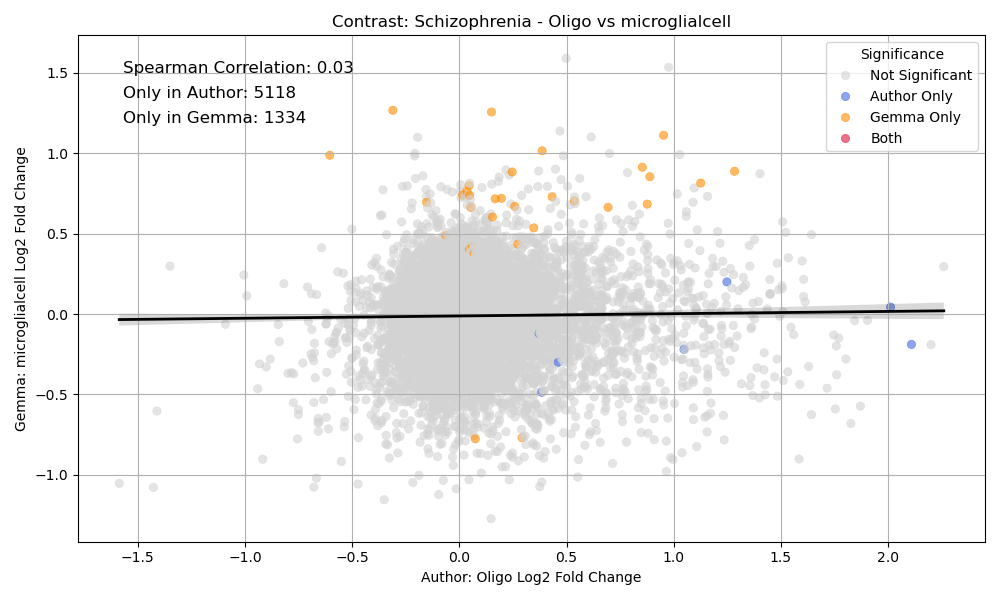 Contrast: Schizophrenia - Oligo vs microglialcell
Spearman Correlation: 0.03
Only in Author: 5118
Only in Gemma: 1334
Significance
Not Significant
Author Only
Gemma Only
Both
Gemma: microglialcell Log2 Fold Change
1.5
1.0
0.5
0.0
−0.5
−1.0
−1.5 −1.0 −0.5 0.0 0.5 1.0 1.5 2.0
Author: Oligo Log2 Fold Change